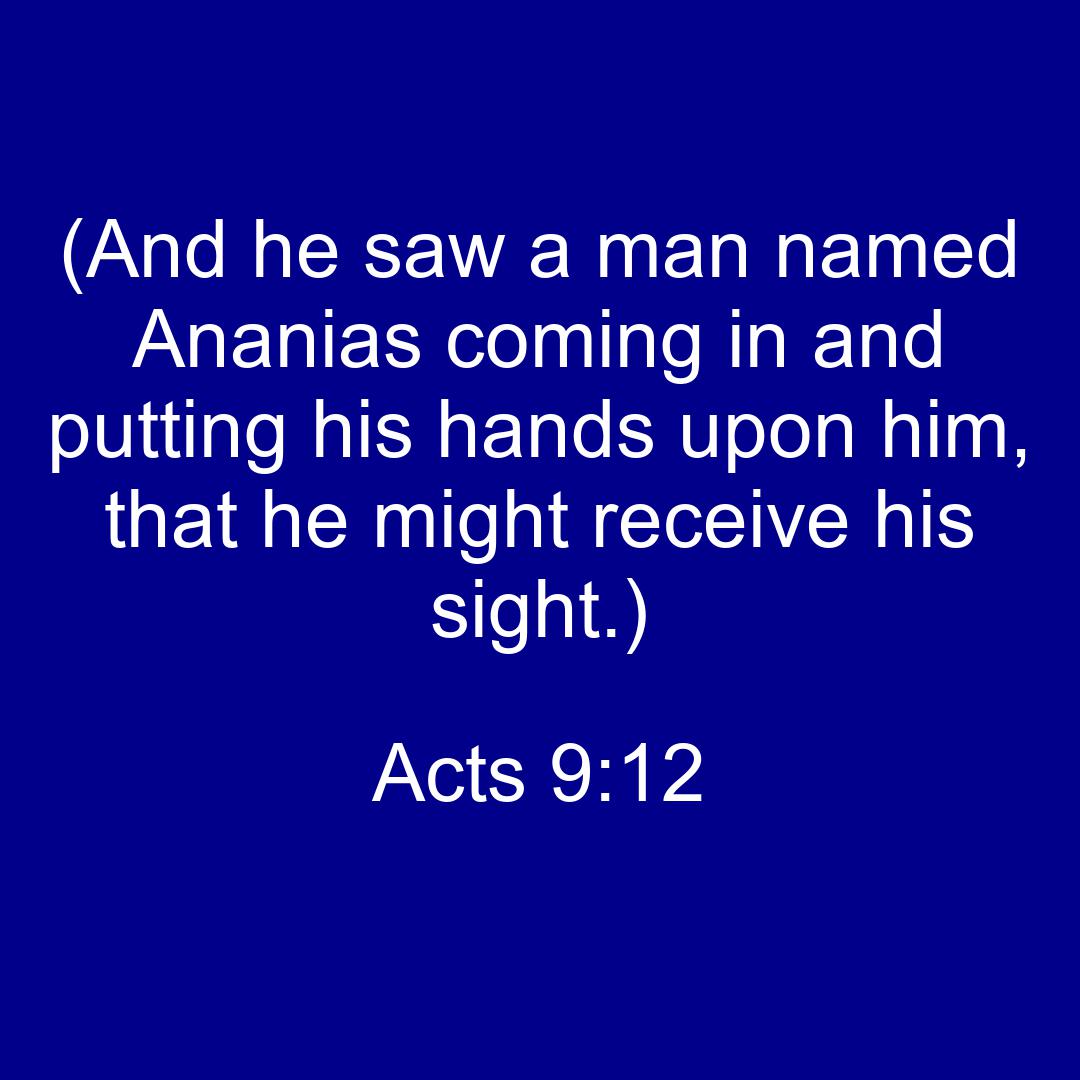 (And he saw a man named
Ananias coming in and
putting his hands upon him,
that he might receive his
sight.)
Acts 9:12